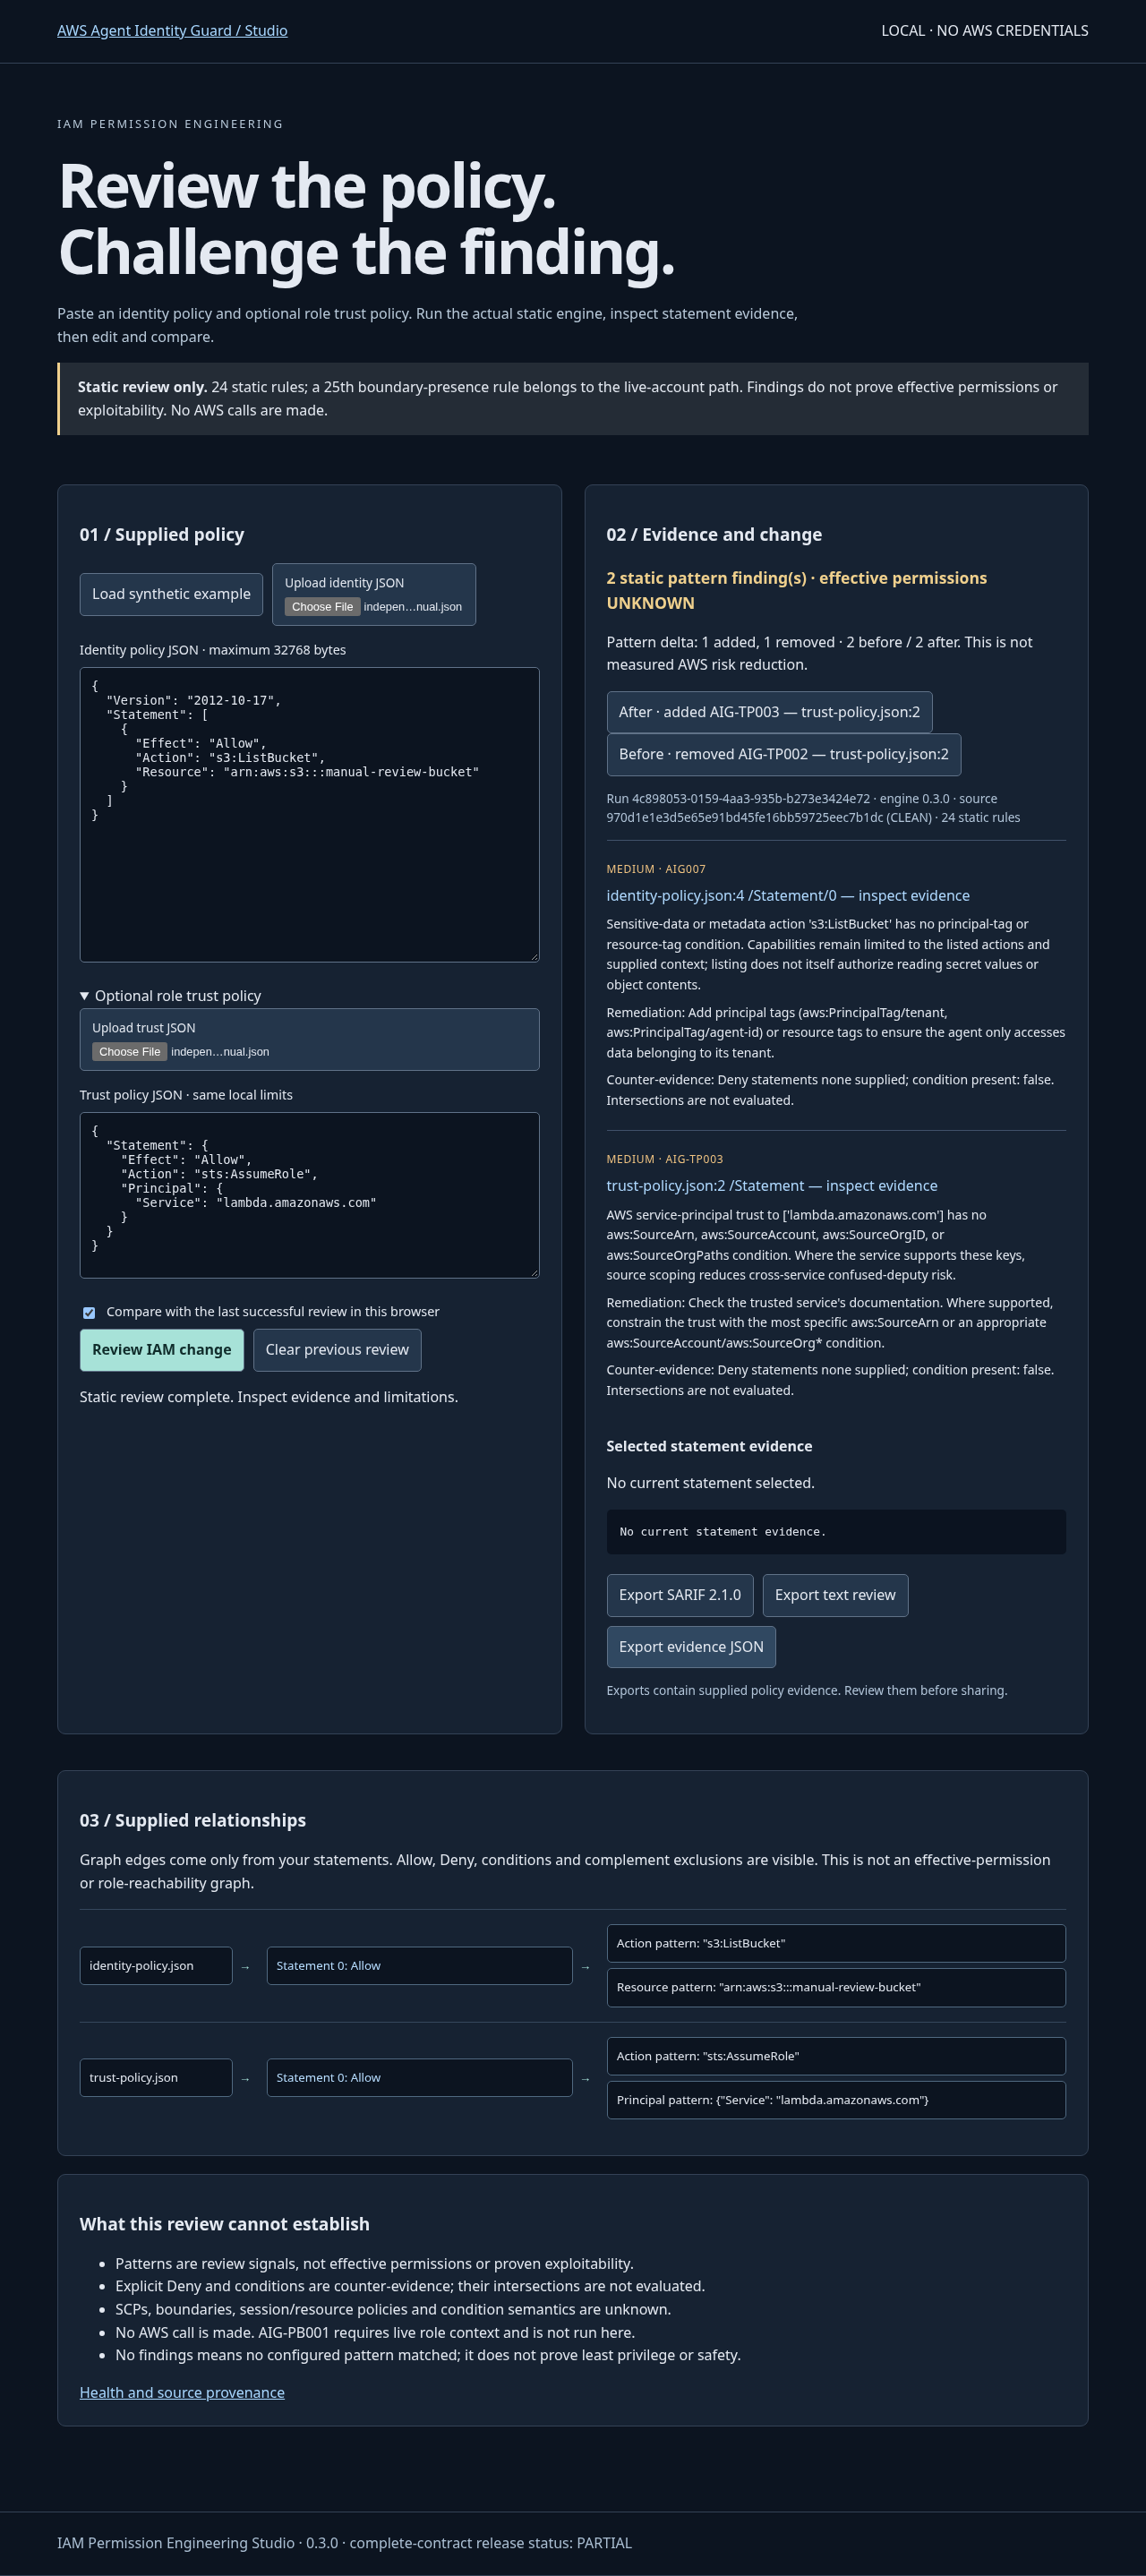 AWS Agent Identity Guard / Studio
LOCAL · NO AWS CREDENTIALS
IAM PERMISSION ENGINEERING
Review the policy.
Challenge the finding.
Paste an identity policy and optional role trust policy. Run the actual static engine, inspect statement evidence,
then edit and compare.
Static review only. 24 static rules; a 25th boundary-presence rule belongs to the live-account path. Findings do not prove effective permissions or
exploitability. No AWS calls are made.
01 / Supplied policy
Load synthetic example
Upload identity JSON
Choose File indepen…nual.json
Identity policy JSON · maximum 32768 bytes
{
  "Version": "2012-10-17",
  "Statement": [
    {
      "Effect": "Allow",
      "Action": "s3:ListBucket",
      "Resource": "arn:aws:s3:::manual-review-bucket"
    }
  ]
}
▼ Optional role trust policy
Upload trust JSON
Choose File indepen…nual.json
Trust policy JSON · same local limits
{
  "Statement": {
    "Effect": "Allow",
    "Action": "sts:AssumeRole",
    "Principal": {
      "Service": "lambda.amazonaws.com"
    }
  }
}
Compare with the last successful review in this browser
Review IAM change
Clear previous review
Static review complete. Inspect evidence and limitations.
02 / Evidence and change
2 static pattern finding(s) · effective permissions
UNKNOWN
Pattern delta: 1 added, 1 removed · 2 before / 2 after. This is not
measured AWS risk reduction.
After · added AIG-TP003 — trust-policy.json:2
Before · removed AIG-TP002 — trust-policy.json:2
Run 4c898053-0159-4aa3-935b-b273e3424e72 · engine 0.3.0 · source
970d1e1e3d5e65e91bd45fe16bb59725eec7b1dc (CLEAN) · 24 static rules
MEDIUM · AIG007
identity-policy.json:4 /Statement/0 — inspect evidence
Sensitive-data or metadata action 's3:ListBucket' has no principal-tag or
resource-tag condition. Capabilities remain limited to the listed actions and
supplied context; listing does not itself authorize reading secret values or
object contents.
Remediation: Add principal tags (aws:PrincipalTag/tenant,
aws:PrincipalTag/agent-id) or resource tags to ensure the agent only accesses
data belonging to its tenant.
Counter-evidence: Deny statements none supplied; condition present: false.
Intersections are not evaluated.
MEDIUM · AIG-TP003
trust-policy.json:2 /Statement — inspect evidence
AWS service-principal trust to ['lambda.amazonaws.com'] has no
aws:SourceArn, aws:SourceAccount, aws:SourceOrgID, or
aws:SourceOrgPaths condition. Where the service supports these keys,
source scoping reduces cross-service confused-deputy risk.
Remediation: Check the trusted service's documentation. Where supported,
constrain the trust with the most specific aws:SourceArn or an appropriate
aws:SourceAccount/aws:SourceOrg* condition.
Counter-evidence: Deny statements none supplied; condition present: false.
Intersections are not evaluated.
Selected statement evidence
No current statement selected.
No current statement evidence.
Export SARIF 2.1.0
Export text review
Export evidence JSON
Exports contain supplied policy evidence. Review them before sharing.
03 / Supplied relationships
Graph edges come only from your statements. Allow, Deny, conditions and complement exclusions are visible. This is not an effective-permission
or role-reachability graph.
identity-policy.json → Statement 0: Allow →
Action pattern: "s3:ListBucket"
Resource pattern: "arn:aws:s3:::manual-review-bucket"
trust-policy.json → Statement 0: Allow →
Action pattern: "sts:AssumeRole"
Principal pattern: {"Service": "lambda.amazonaws.com"}
What this review cannot establish
• Patterns are review signals, not effective permissions or proven exploitability.
• Explicit Deny and conditions are counter-evidence; their intersections are not evaluated.
• SCPs, boundaries, session/resource policies and condition semantics are unknown.
• No AWS call is made. AIG-PB001 requires live role context and is not run here.
• No findings means no configured pattern matched; it does not prove least privilege or safety.
Health and source provenance
IAM Permission Engineering Studio · 0.3.0 · complete-contract release status: PARTIAL